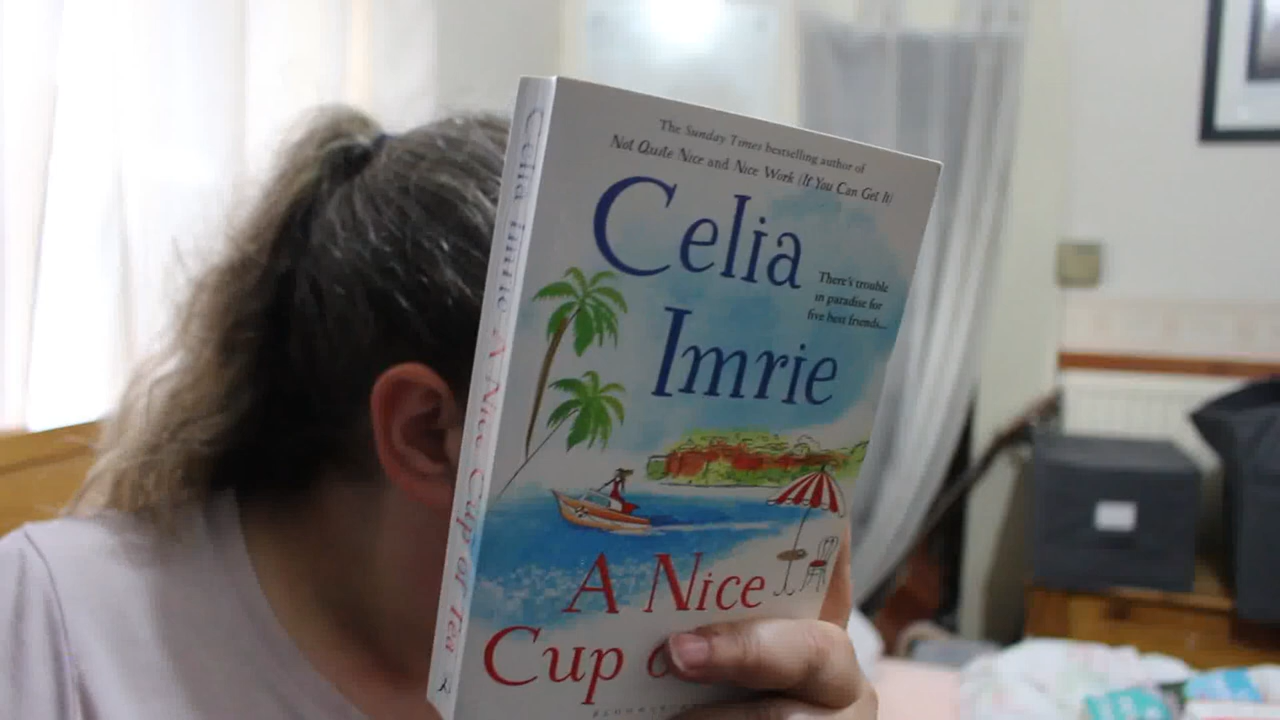 The Sunday Times bestselling author of
Not Quite Nice and Nice Work (If You Can Get It)
Celia
Imrie
There's trouble
in paradise for
five best friends...
A Nice
Cup o
BLOOMSBU
Celia Imrie A Nice Cup of Tea